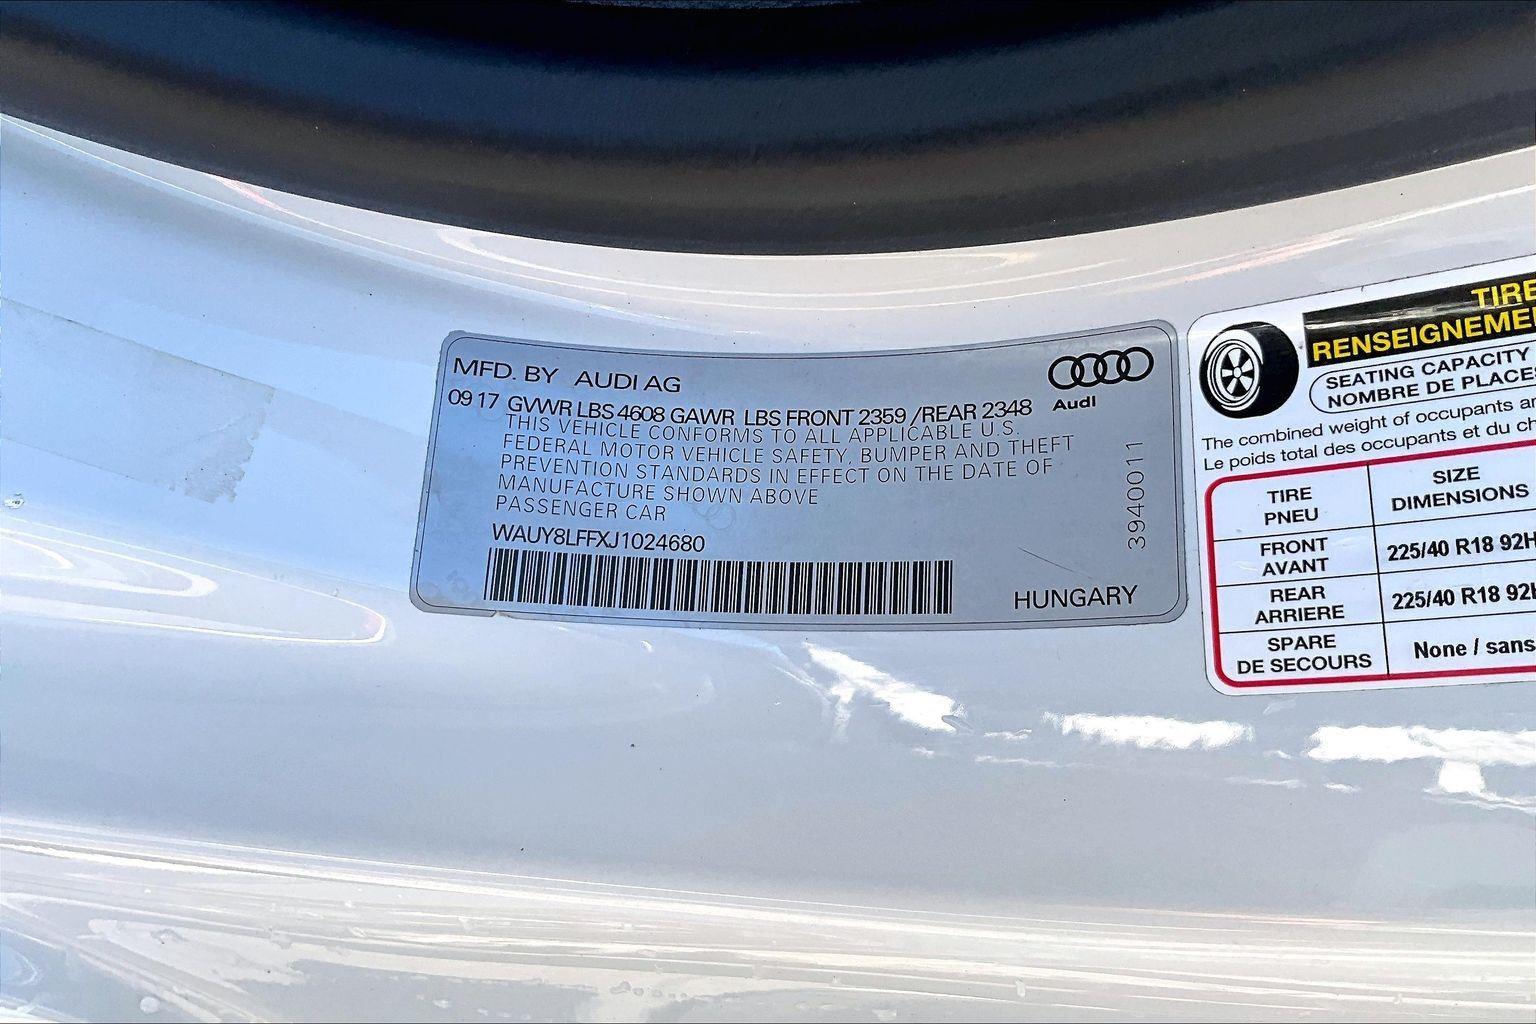 MFD. BY AUDI AG
Audi
09 17 GVWR LBS 4608 GAWR LBS FRONT 2359 /REAR 2348
THIS VEHICLE CONFORMS TO ALL APPLICABLE U.S.
FEDERAL MOTOR VEHICLE SAFETY, BUMPER AND THEFT
PREVENTION STANDARDS IN EFFECT ON THE DATE OF
MANUFACTURE SHOWN ABOVE
PASSENGER CAR
WAUY8LFFXJ1024680
HUNGARY
3940011
TIRE
RENSEIGNEME
SEATING CAPACITY
NOMBRE DE PLACES
The combined weight of occupants
Le poids total des occupants et du
TIRE
PNEU
SIZE
DIMENSIONS
FRONT
AVANT
225/40 R18 92H
REAR
ARRIERE
225/40 R18 92H
SPARE
DE SECOURS
None / sans